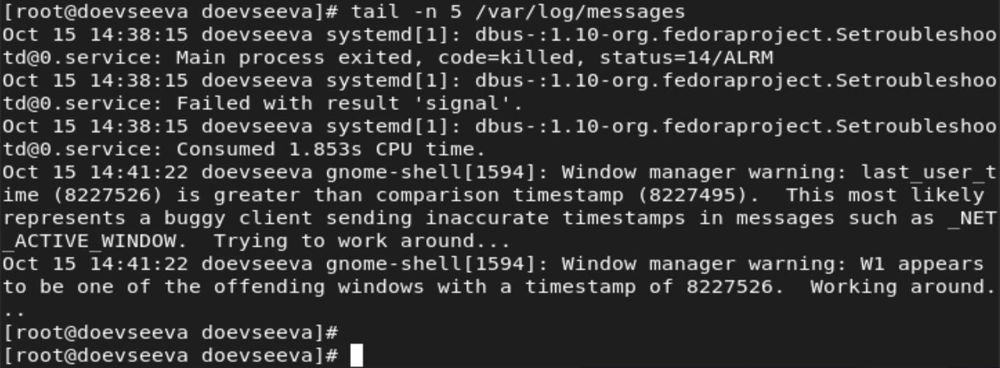 [root@doevseeva doevseeva]# tail -n 5 /var/log/messages
Oct 15 14:38:15 doevseeva systemd[1]: dbus-:1.10-org.fedoraproject.Setroubleshoo
td@0.service: Main process exited, code=killed, status=14/ALRM
Oct 15 14:38:15 doevseeva systemd[1]: dbus-:1.10-org.fedoraproject.Setroubleshoo
td@0.service: Failed with result 'signal'.
Oct 15 14:38:15 doevseeva systemd[1]: dbus-:1.10-org.fedoraproject.Setroubleshoo
td@0.service: Consumed 1.853s CPU time.
Oct 15 14:41:22 doevseeva gnome-shell[1594]: Window manager warning: last_user_t
ime (8227526) is greater than comparison timestamp (8227495).  This most likely
represents a buggy client sending inaccurate timestamps in messages such as _NET
_ACTIVE_WINDOW.  Trying to work around...
Oct 15 14:41:22 doevseeva gnome-shell[1594]: Window manager warning: W1 appears
to be one of the offending windows with a timestamp of 8227526.  Working around.
..
[root@doevseeva doevseeva]#
[root@doevseeva doevseeva]#